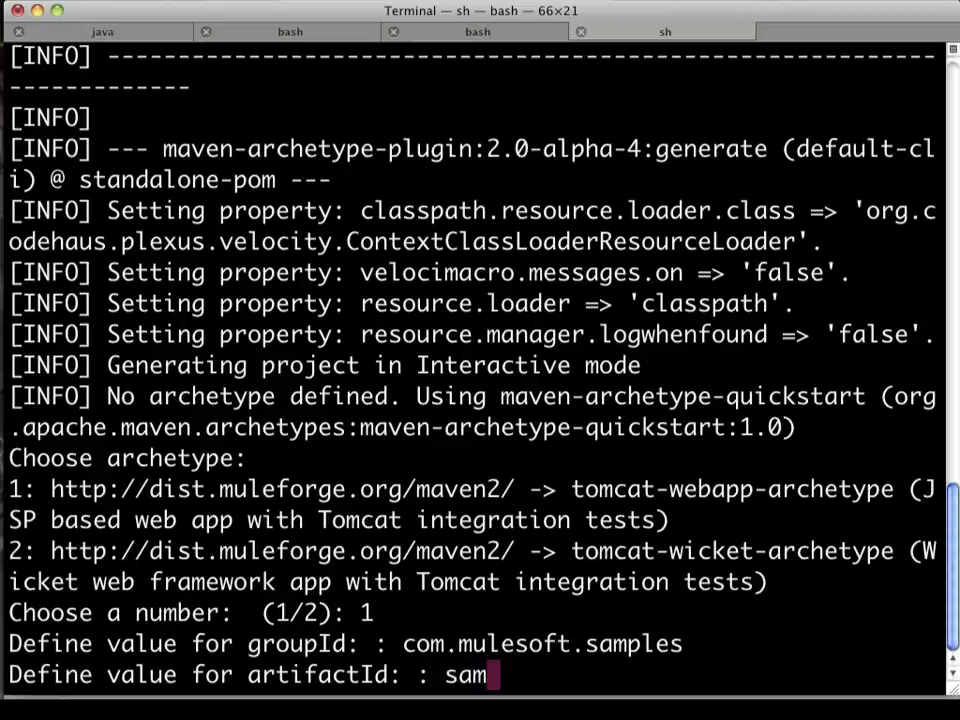 Terminal — sh — bash — 66×21
java bash bash sh
[INFO] ------------------------------------------------------------
-------------
[INFO]
[INFO] --- maven-archetype-plugin:2.0-alpha-4:generate (default-cl
i) @ standalone-pom ---
[INFO] Setting property: classpath.resource.loader.class => 'org.c
odehaus.plexus.velocity.ContextClassLoaderResourceLoader'.
[INFO] Setting property: velocimacro.messages.on => 'false'.
[INFO] Setting property: resource.loader => 'classpath'.
[INFO] Setting property: resource.manager.logwhenfound => 'false'.
[INFO] Generating project in Interactive mode
[INFO] No archetype defined. Using maven-archetype-quickstart (org
.apache.maven.archetypes:maven-archetype-quickstart:1.0)
Choose archetype:
1: http://dist.muleforge.org/maven2/ -> tomcat-webapp-archetype (J
SP based web app with Tomcat integration tests)
2: http://dist.muleforge.org/maven2/ -> tomcat-wicket-archetype (W
icket web framework app with Tomcat integration tests)
Choose a number:  (1/2): 1
Define value for groupId: : com.mulesoft.samples
Define value for artifactId: : sam